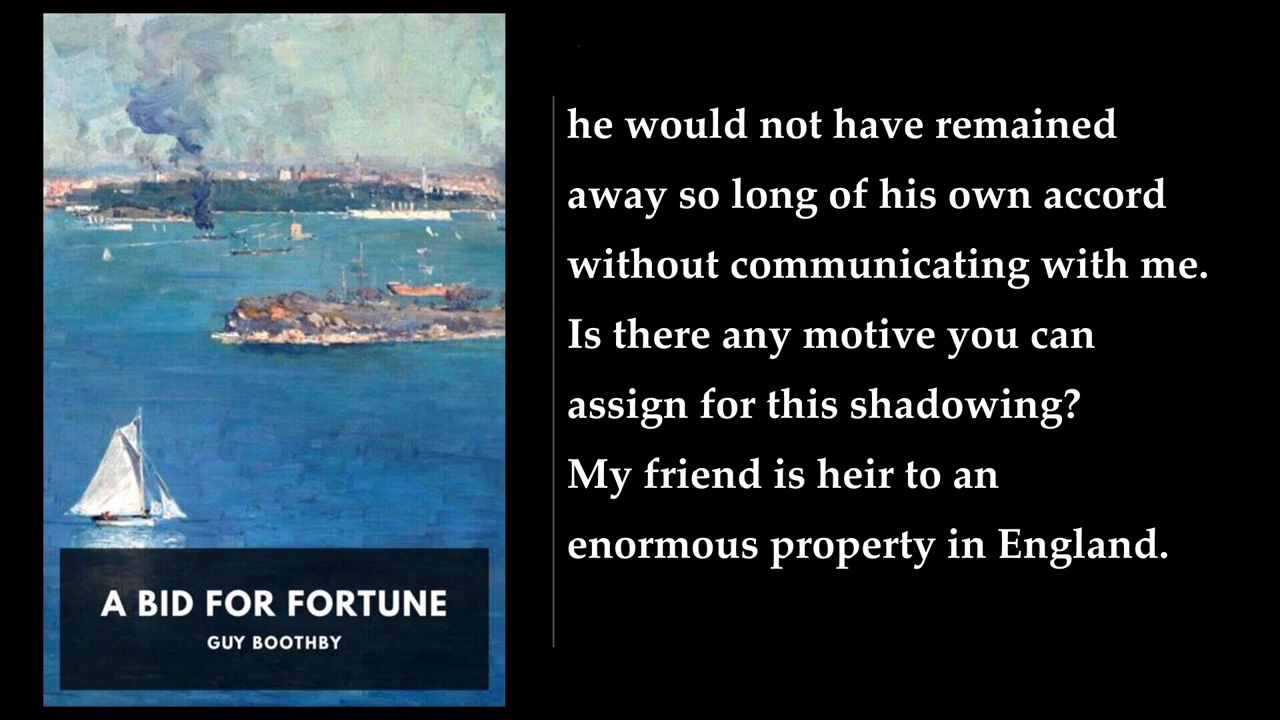 he would not have remained
away so long of his own accord
without communicating with me.
Is there any motive you can
assign for this shadowing?
My friend is heir to an
enormous property in England.
A BID FOR FORTUNE
GUY BOOTHBY